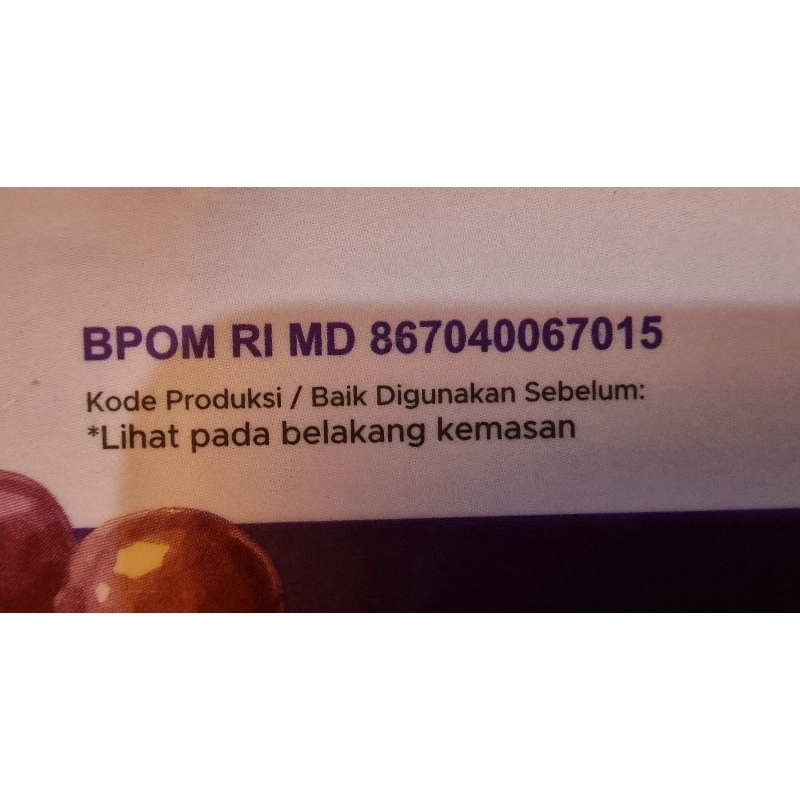 BPOM RI MD 867040067015
Kode Produksi / Baik Digunakan Sebelum:
*Lihat pada belakang kemasan